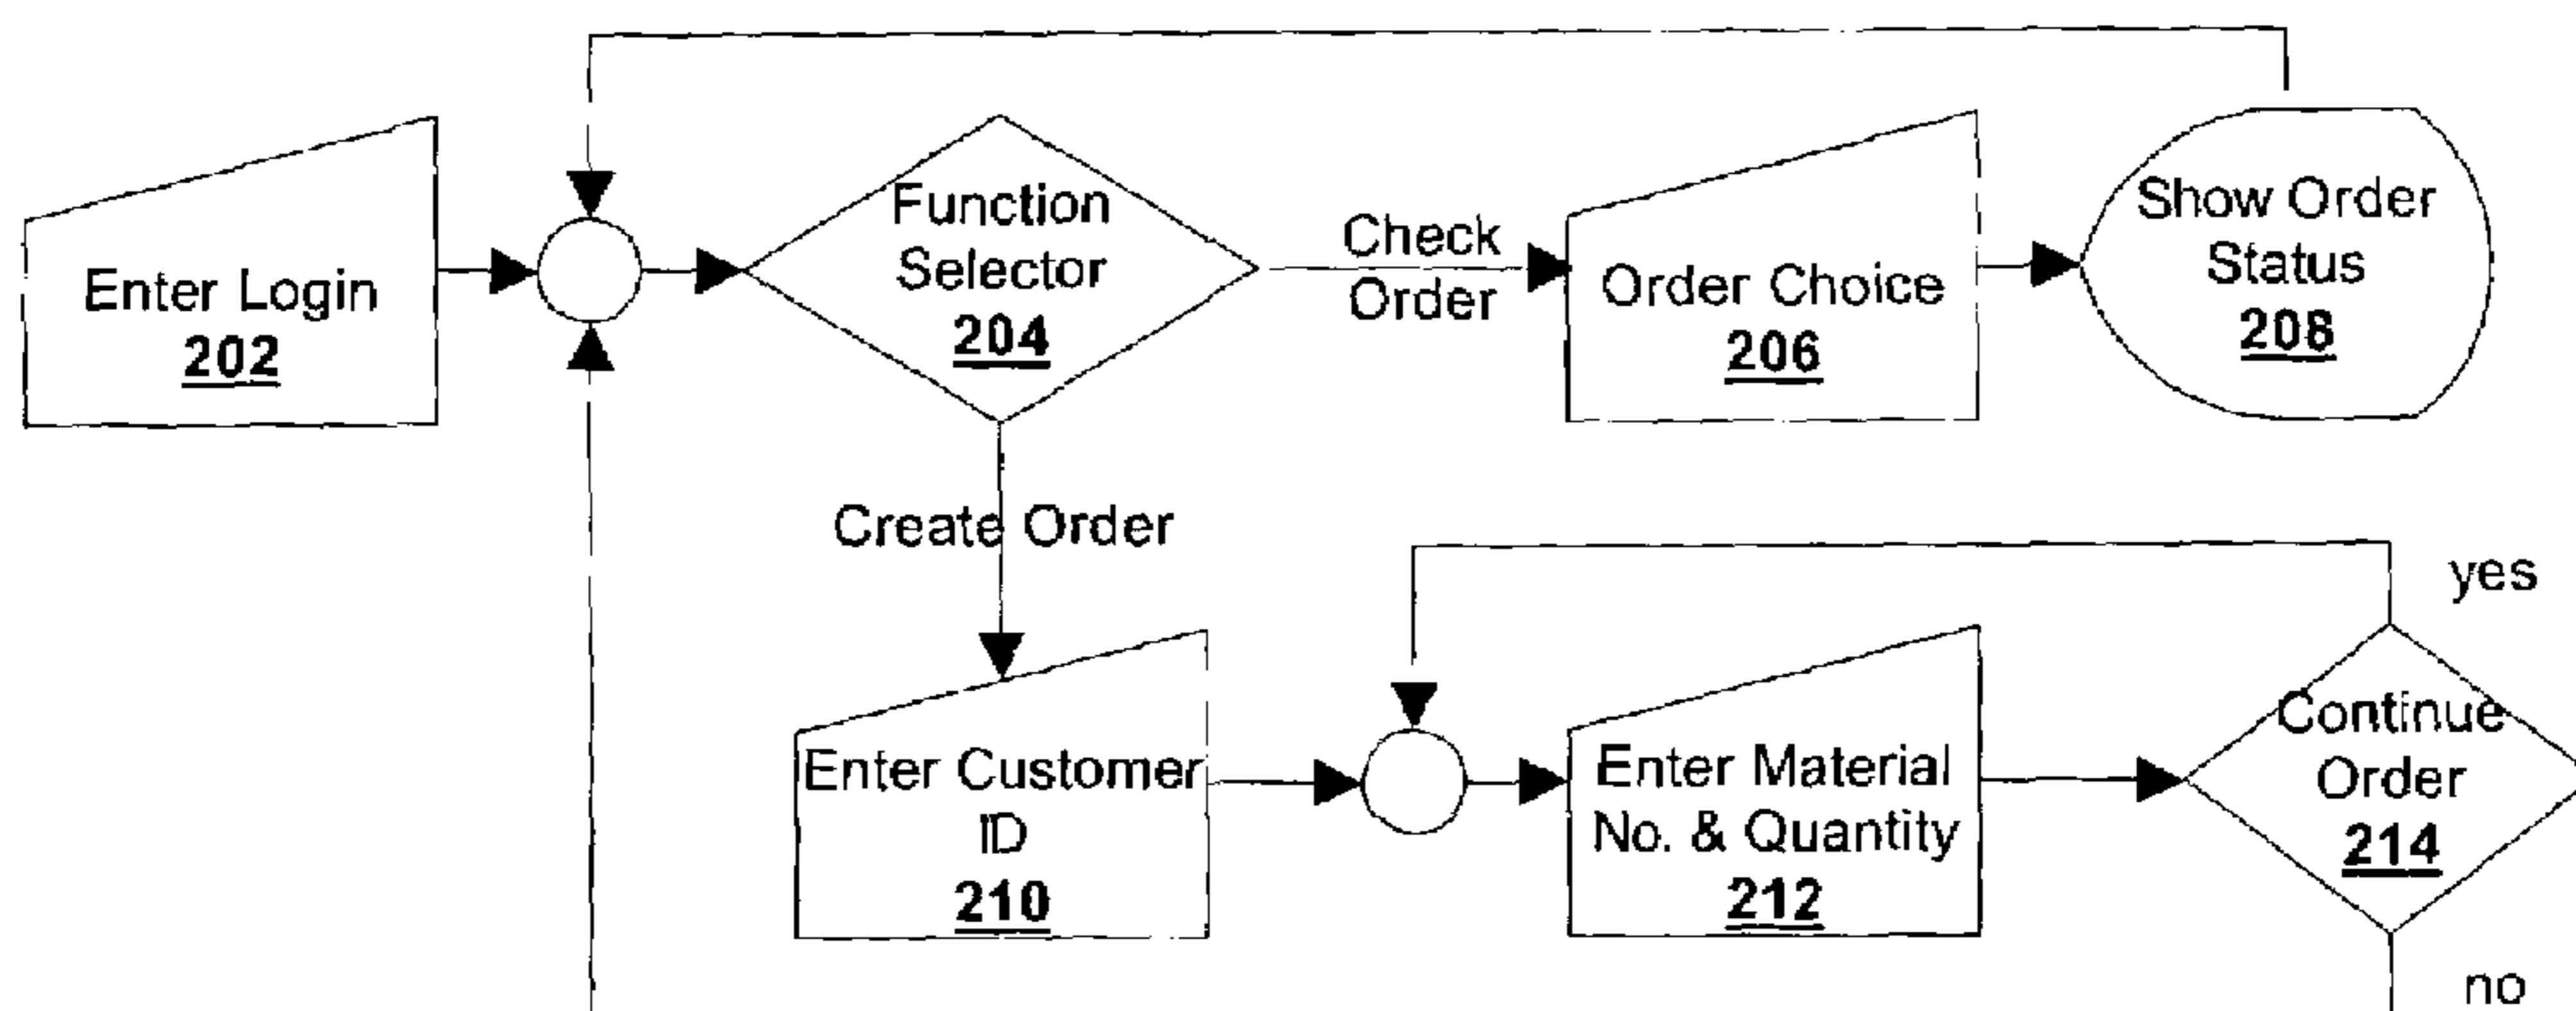 Enter Login
202
Function
Selector
204
Check
Order
Order Choice
206
Show Order
Status
208
Create Order
yes
Enter Customer
ID
210
Enter Material
No. & Quantity
212
Continue
Order
214
no